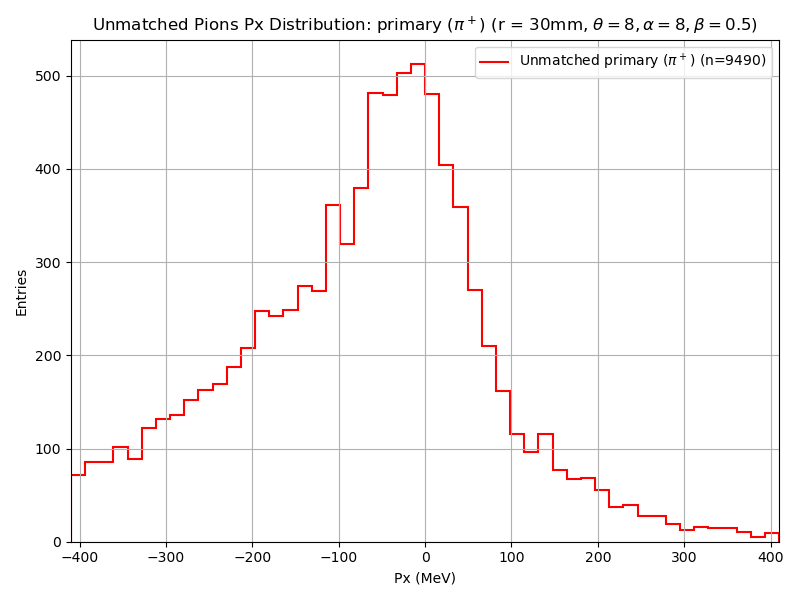 Unmatched Pions Px Distribution: primary (π⁺) (r = 30mm, θ = 8, α = 8, β = 0.5)
Unmatched primary (π⁺) (n=9490)
500
400
300
200
100
0
Entries
−400 −300 −200 −100 0 100 200 300 400
Px (MeV)